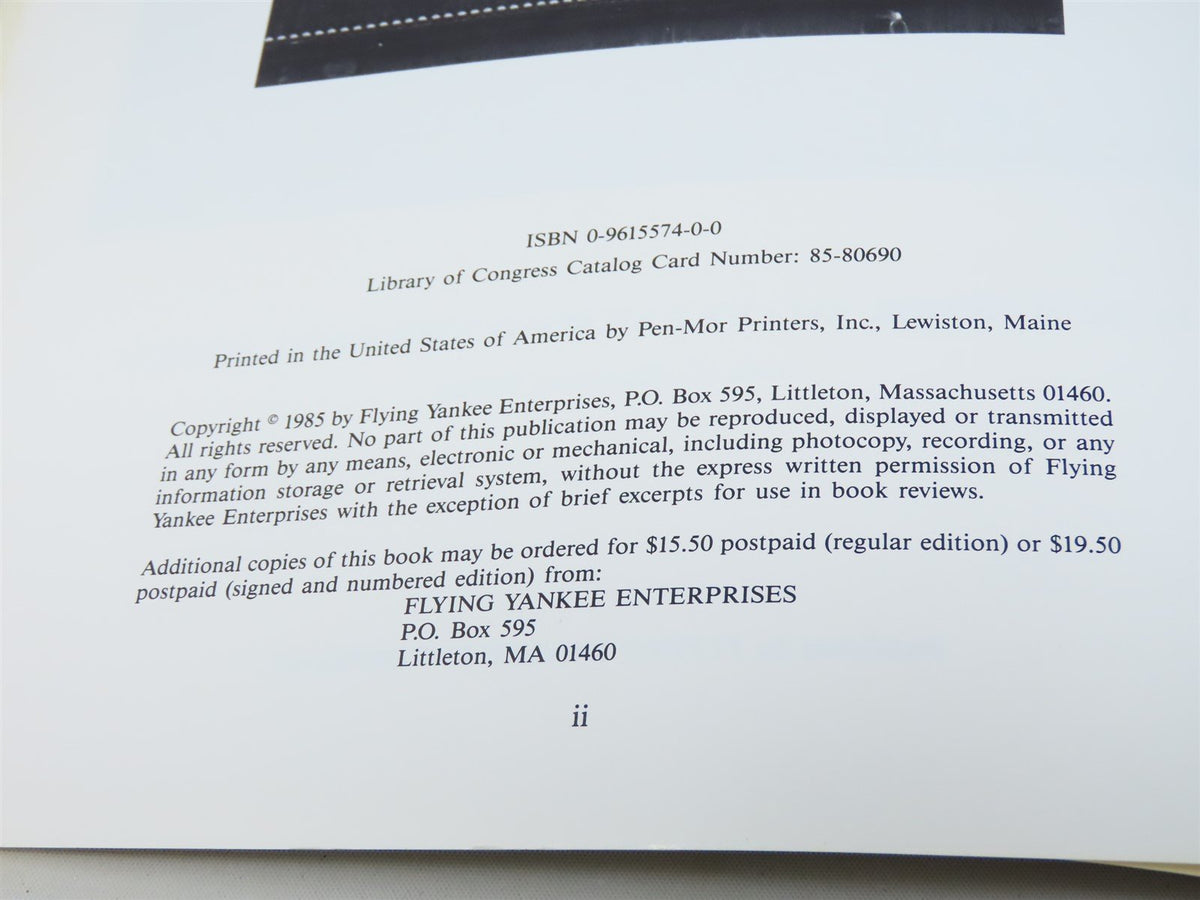 ISBN 0-9615574-0-0
Library of Congress Catalog Card Number: 85-80690
Printed in the United States of America by Pen-Mor Printers, Inc., Lewiston, Maine
Copyright © 1985 by Flying Yankee Enterprises, P.O. Box 595, Littleton, Massachusetts 01460.
All rights reserved. No part of this publication may be reproduced, displayed or transmitted
in any form by any means, electronic or mechanical, including photocopy, recording, or any
information storage or retrieval system, without the express written permission of Flying
Yankee Enterprises with the exception of brief excerpts for use in book reviews.
Additional copies of this book may be ordered for $15.50 postpaid (regular edition) or $19.50
postpaid (signed and numbered edition) from:
FLYING YANKEE ENTERPRISES
P.O. Box 595
Littleton, MA 01460
ii